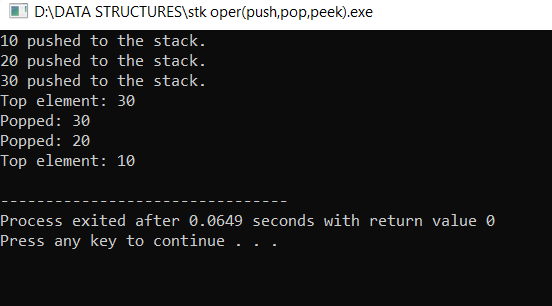 D:\DATA STRUCTURES\stk oper(push,pop,peek).exe
10 pushed to the stack.
20 pushed to the stack.
30 pushed to the stack.
Top element: 30
Popped: 30
Popped: 20
Top element: 10
--------------------------------
Process exited after 0.0649 seconds with return value 0
Press any key to continue . . .